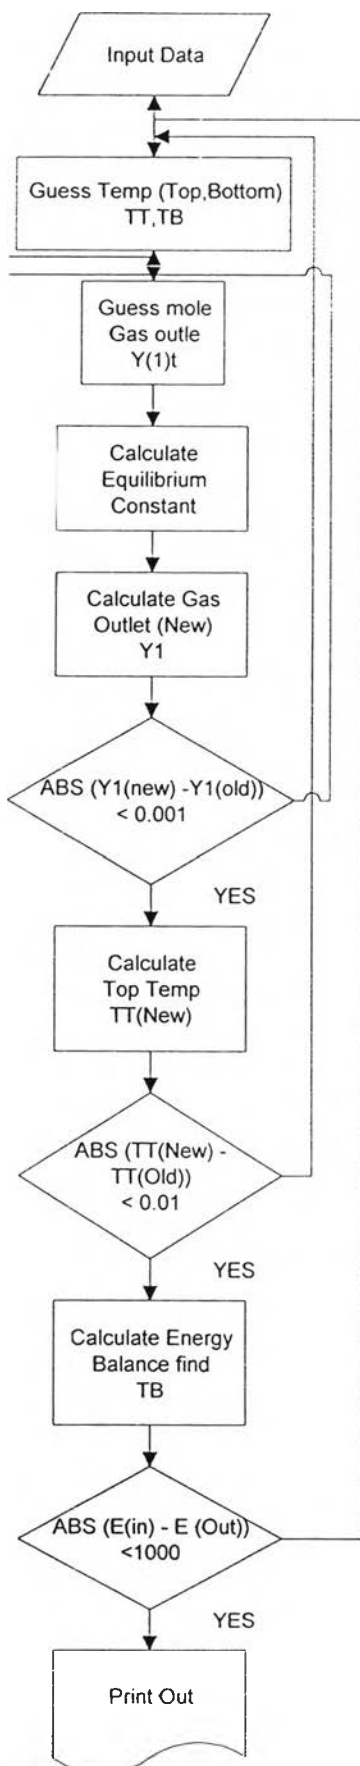 Input Data
Guess Temp (Top,Bottom)
TT,TB
Guess mole
Gas outle
Y(1)t
Calculate
Equilibrium
Constant
Calculate Gas
Outlet (New)
Y1
ABS (Y1(new) -Y1(old))
< 0.001
YES
Calculate
Top Temp
TT(New)
ABS (TT(New) -
TT(Old))
< 0.01
YES
Calculate Energy
Balance find
TB
ABS (E(in) - E (Out))
<1000
YES
Print Out